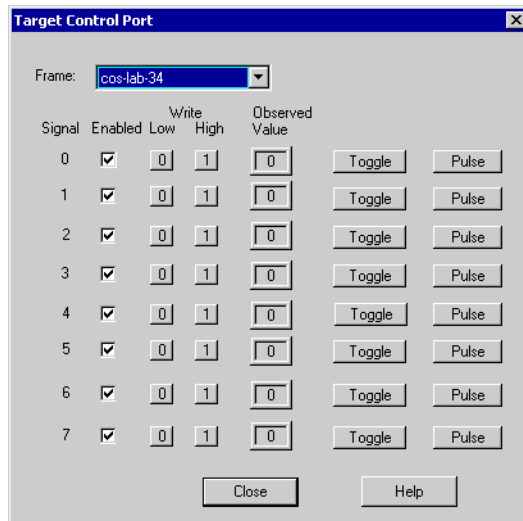 Target Control Port
Frame: cos-lab-34
Write Observed
Signal Enabled Low High Value
0 0 1 0 Toggle Pulse
1 0 1 0 Toggle Pulse
2 0 1 0 Toggle Pulse
3 0 1 0 Toggle Pulse
4 0 1 0 Toggle Pulse
5 0 1 0 Toggle Pulse
6 0 1 0 Toggle Pulse
7 0 1 0 Toggle Pulse
Close Help